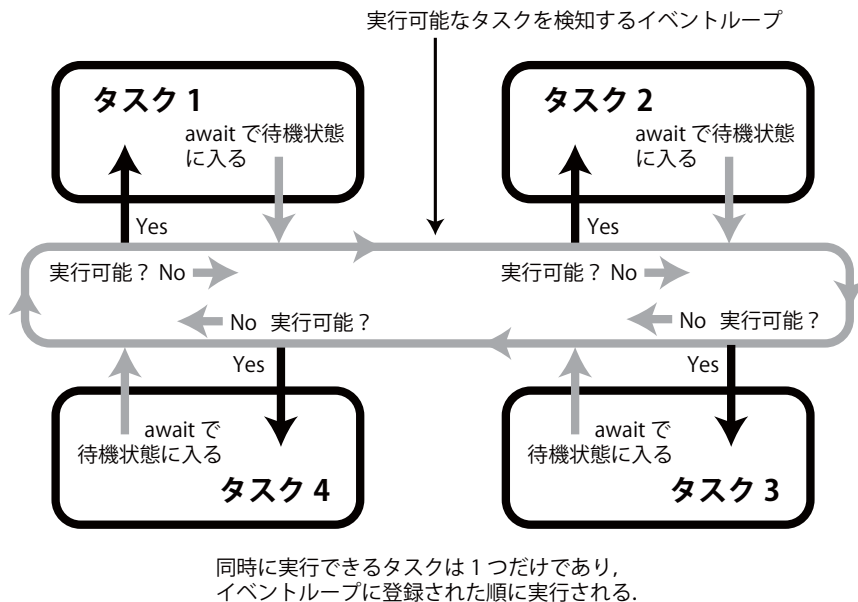 実行可能なタスクを検知するイベントループ
タスク 1
await で待機状態
に入る
Yes
実行可能? No
タスク 2
await で待機状態
に入る
Yes
実行可能? No
No 実行可能?
Yes
await で
待機状態に入る
タスク 4
No 実行可能?
Yes
await で
待機状態に入る
タスク 3
同時に実行できるタスクは 1 つだけであり,
イベントループに登録された順に実行される.